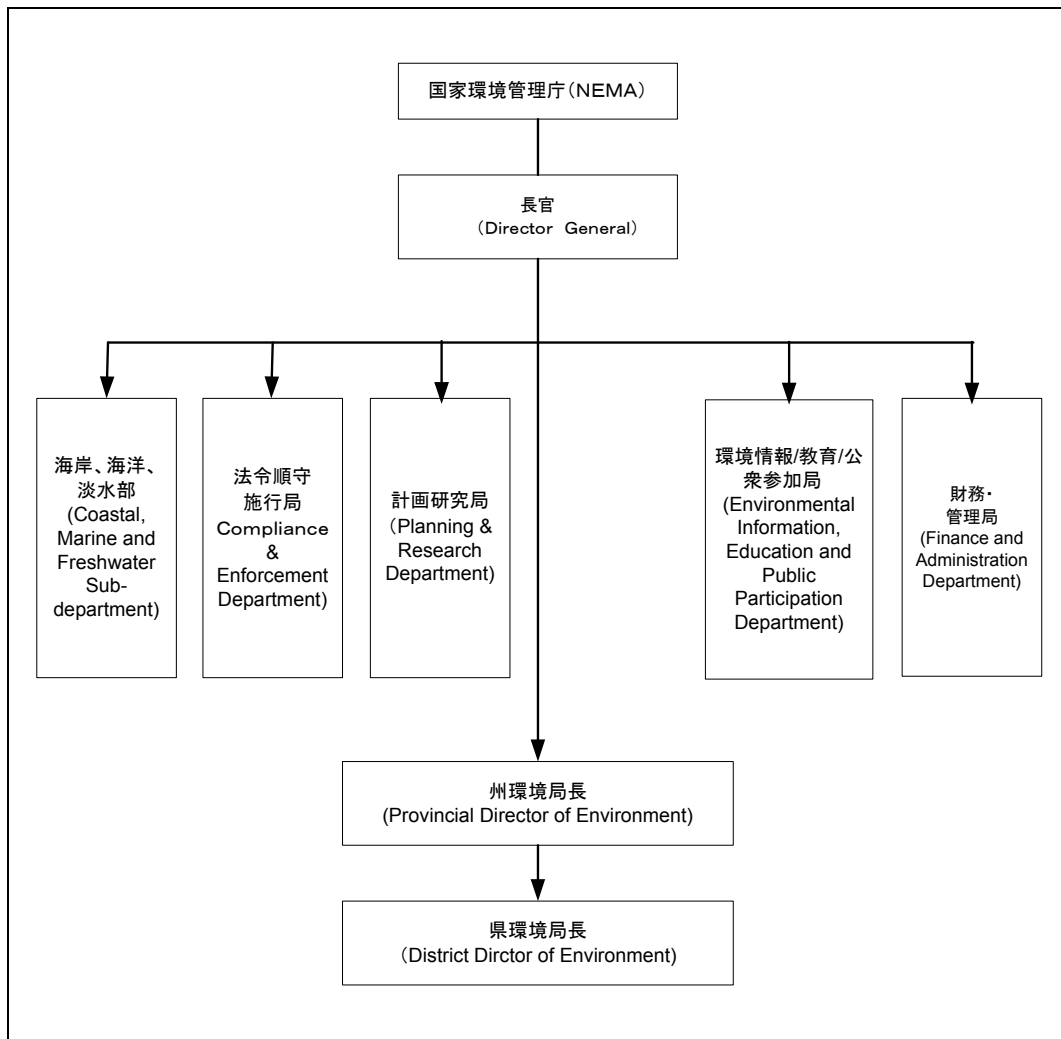 国家環境管理庁（NEMA）
長官
（Director General）
海岸、海洋、
淡水部
(Coastal,
Marine and
Freshwater
Sub-
department)
法令順守
施行局
Compliance
&
Enforcement
Department)
計画研究局
（Planning &
Research
Department)
環境情報/教育/公
衆参加局
(Environmental
Information,
Education and
Public
Participation
Department)
財務・
管理局
(Finance and
Administration
Department)
州環境局長
(Provincial Director of Environment)
県環境局長
（District Dirctor of Environment)